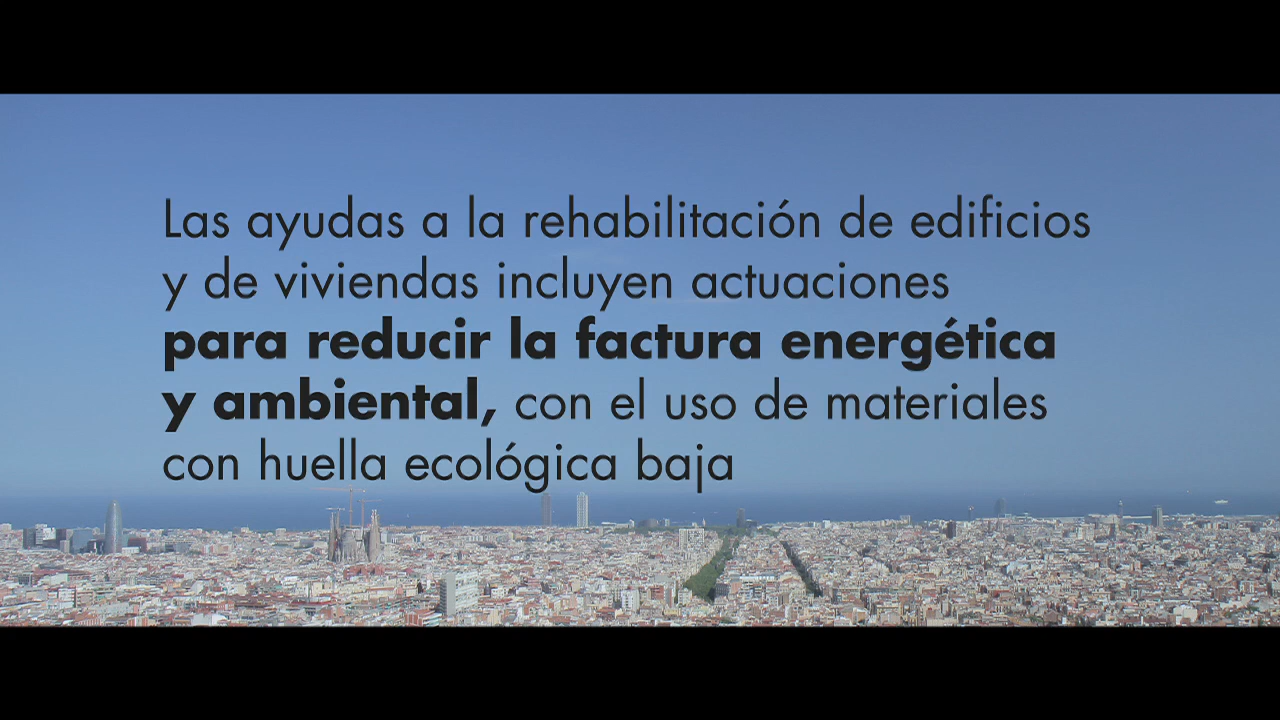 Las ayudas a la rehabilitación de edificios
y de viviendas incluyen actuaciones
para reducir la factura energética
y ambiental, con el uso de materiales
con huella ecológica baja